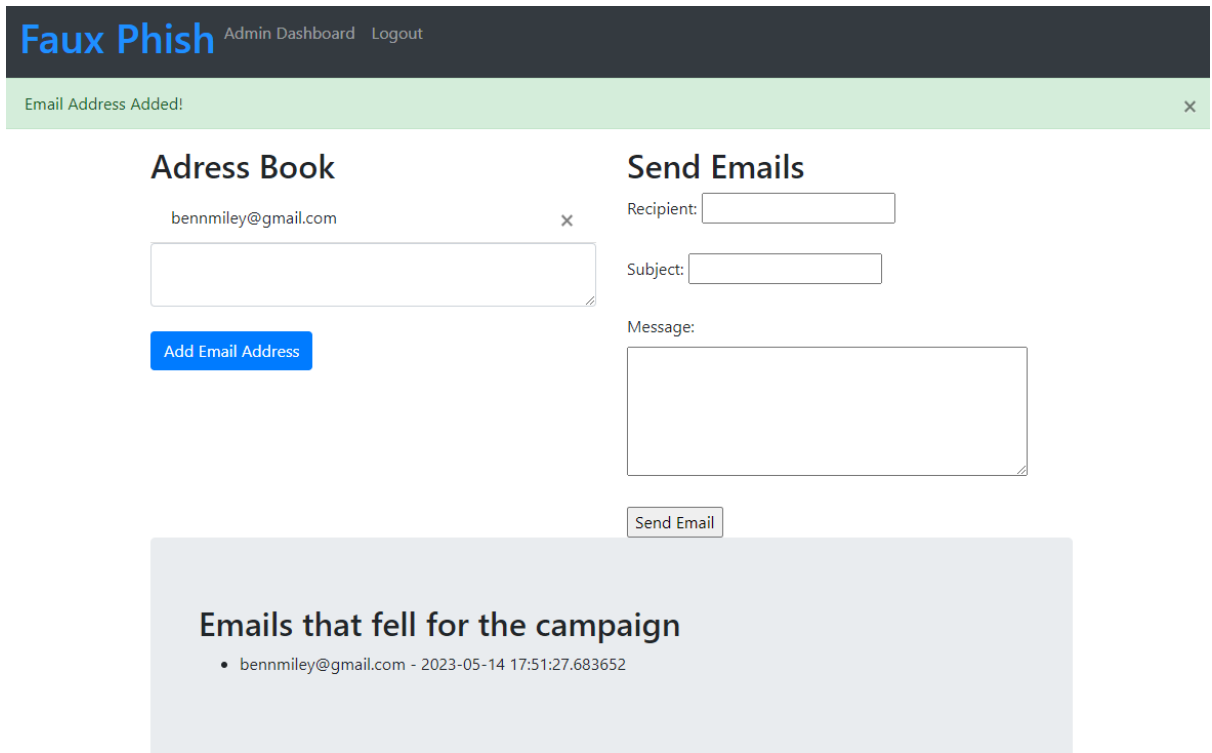 Faux Phish Admin Dashboard Logout
Email Address Added! ×
Adress Book
bennmiley@gmail.com ×
Add Email Address
Send Emails
Recipient:
Subject:
Message:
Send Email
Emails that fell for the campaign
• bennmiley@gmail.com - 2023-05-14 17:51:27.683652